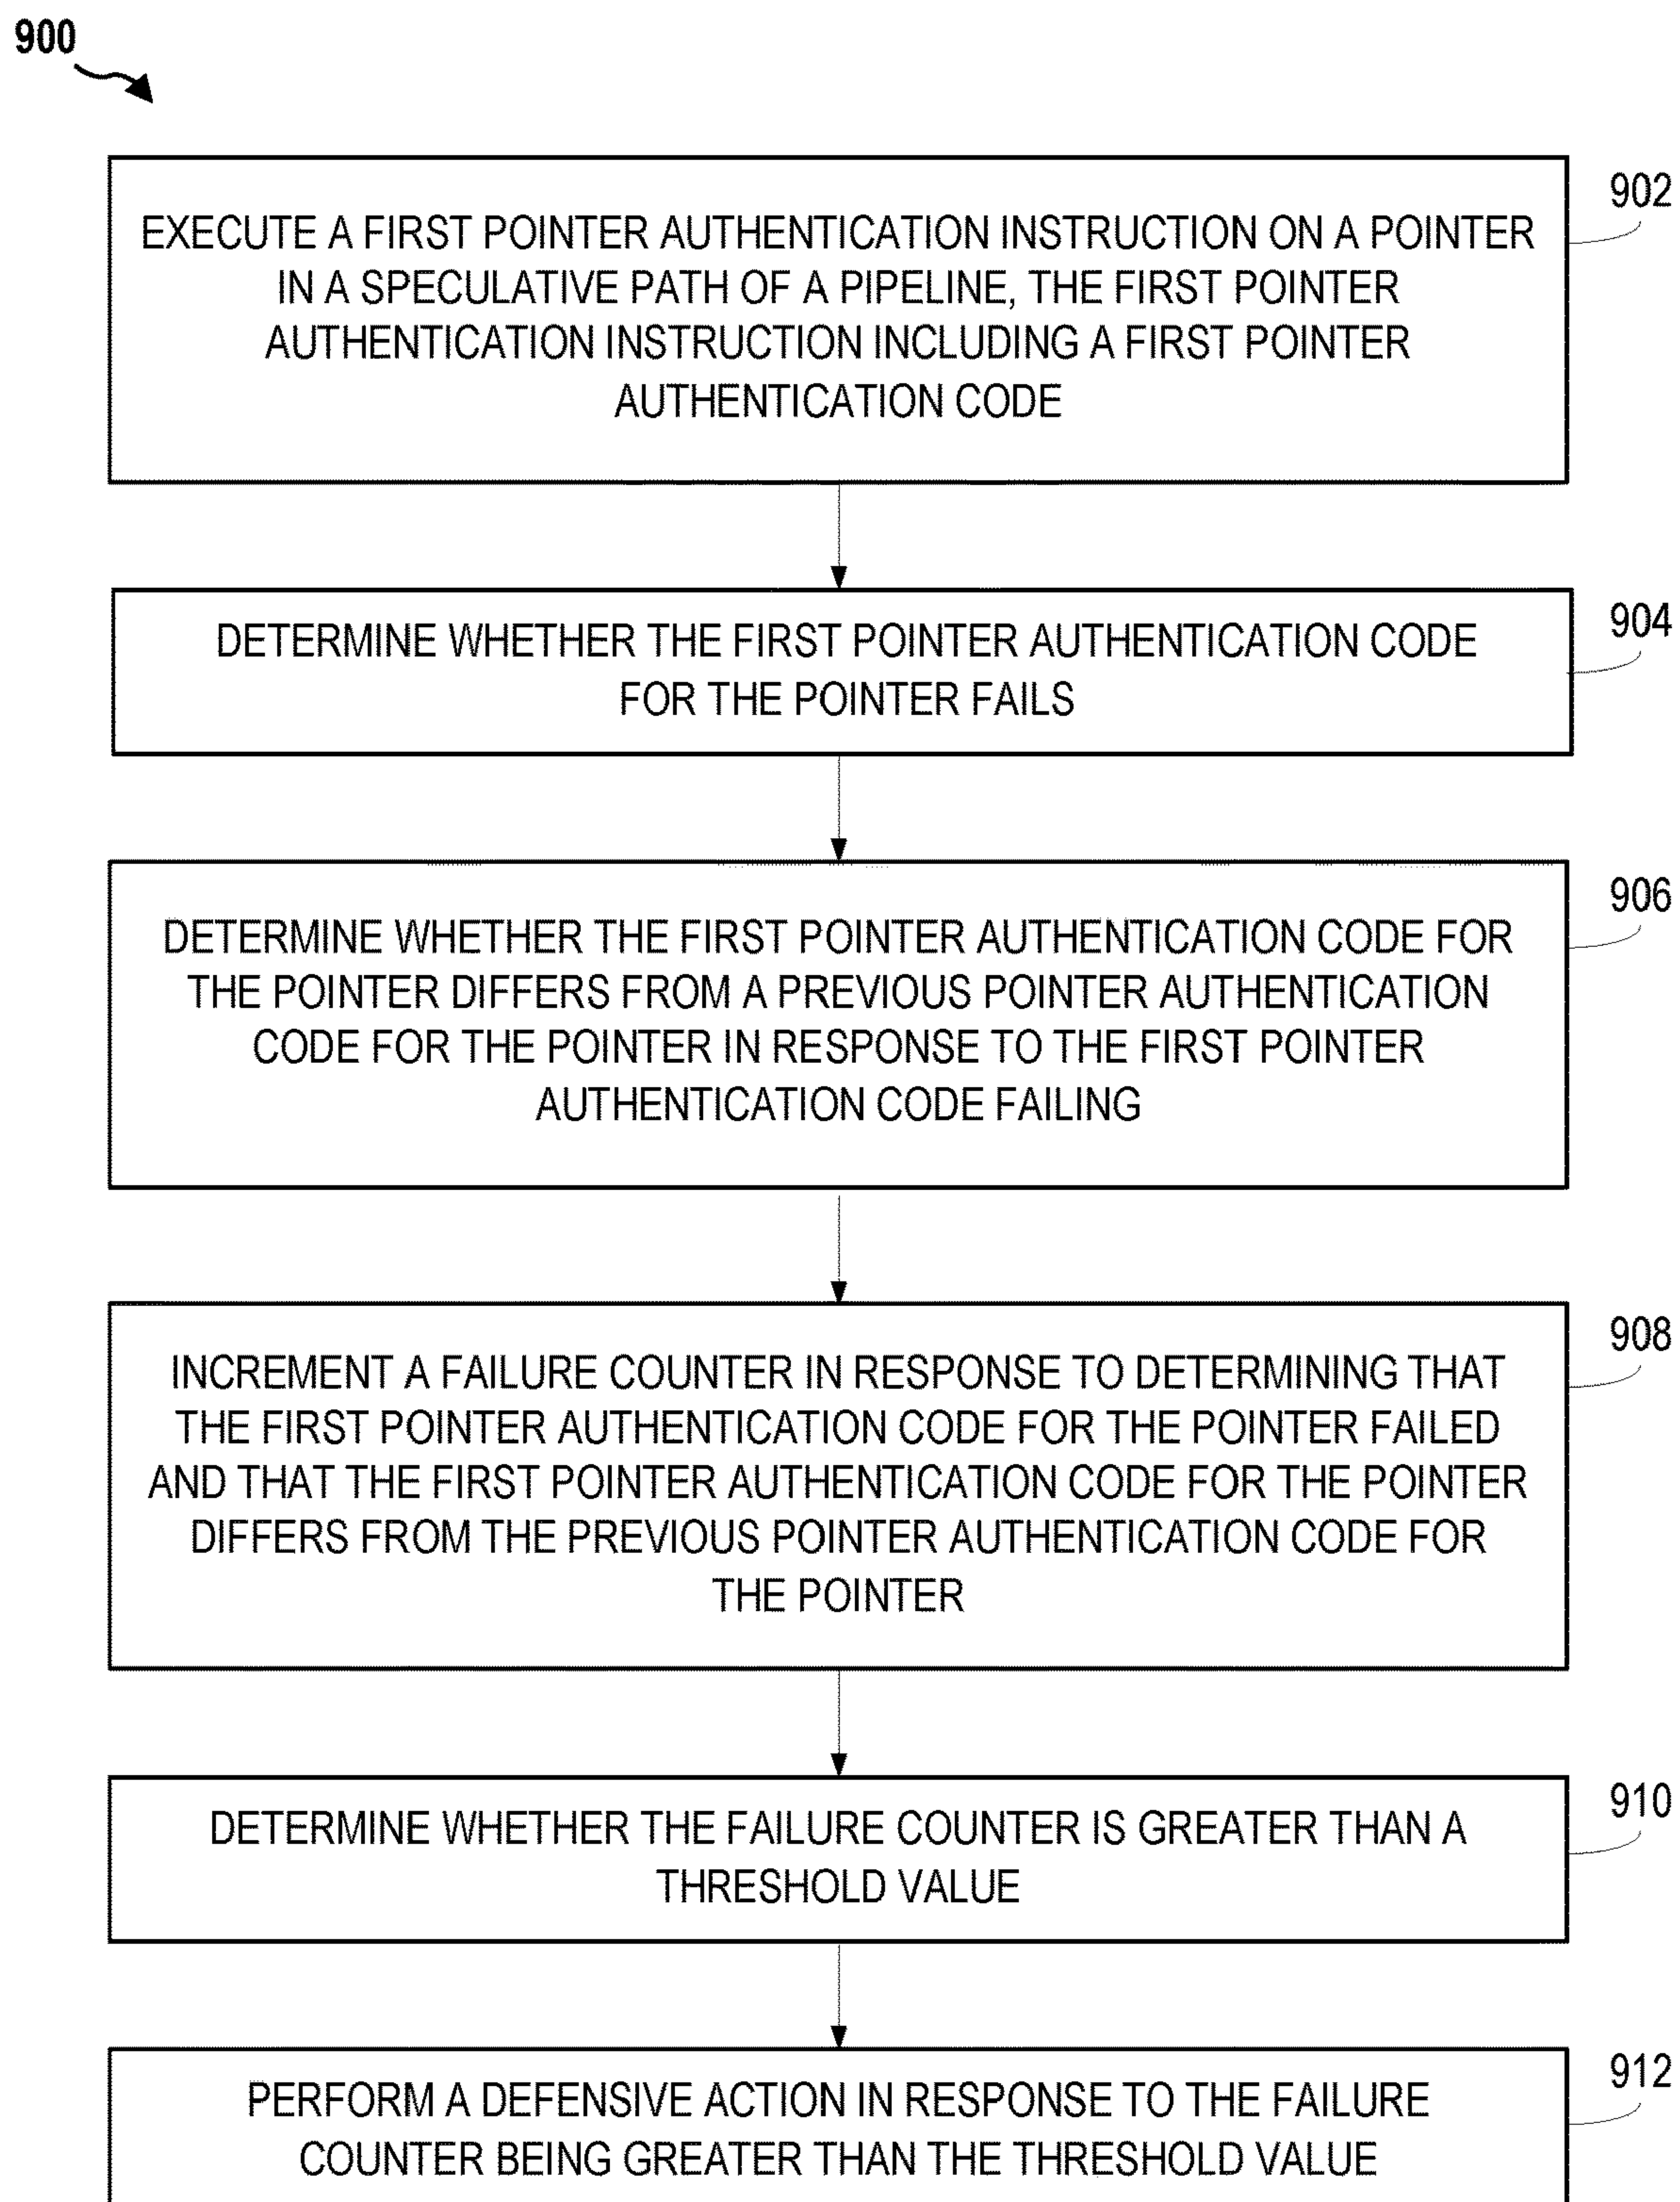 900
902
EXECUTE A FIRST POINTER AUTHENTICATION INSTRUCTION ON A POINTER
IN A SPECULATIVE PATH OF A PIPELINE, THE FIRST POINTER
AUTHENTICATION INSTRUCTION INCLUDING A FIRST POINTER
AUTHENTICATION CODE
904
DETERMINE WHETHER THE FIRST POINTER AUTHENTICATION CODE
FOR THE POINTER FAILS
906
DETERMINE WHETHER THE FIRST POINTER AUTHENTICATION CODE FOR
THE POINTER DIFFERS FROM A PREVIOUS POINTER AUTHENTICATION
CODE FOR THE POINTER IN RESPONSE TO THE FIRST POINTER
AUTHENTICATION CODE FAILING
908
INCREMENT A FAILURE COUNTER IN RESPONSE TO DETERMINING THAT
THE FIRST POINTER AUTHENTICATION CODE FOR THE POINTER FAILED
AND THAT THE FIRST POINTER AUTHENTICATION CODE FOR THE POINTER
DIFFERS FROM THE PREVIOUS POINTER AUTHENTICATION CODE FOR
THE POINTER
910
DETERMINE WHETHER THE FAILURE COUNTER IS GREATER THAN A
THRESHOLD VALUE
912
PERFORM A DEFENSIVE ACTION IN RESPONSE TO THE FAILURE
COUNTER BEING GREATER THAN THE THRESHOLD VALUE